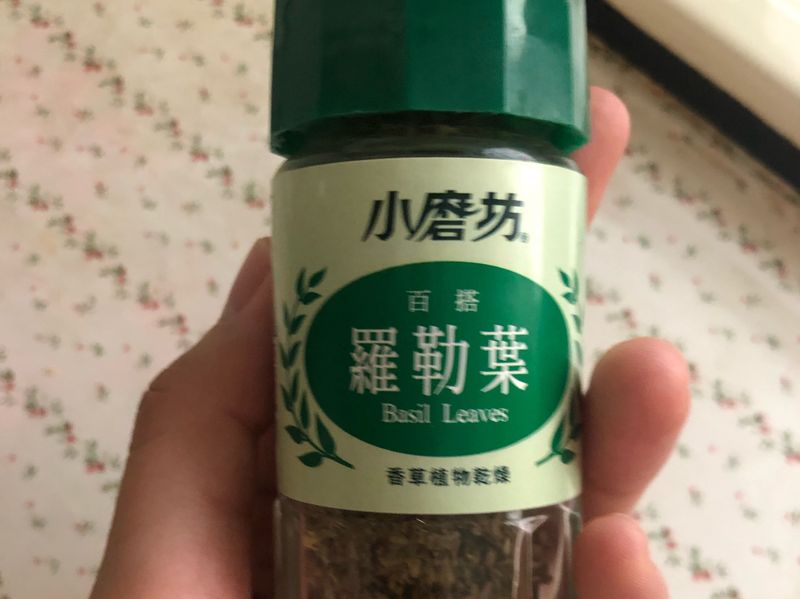 小磨坊
百搭
羅勒葉
Basil Leaves
香草植物乾燥